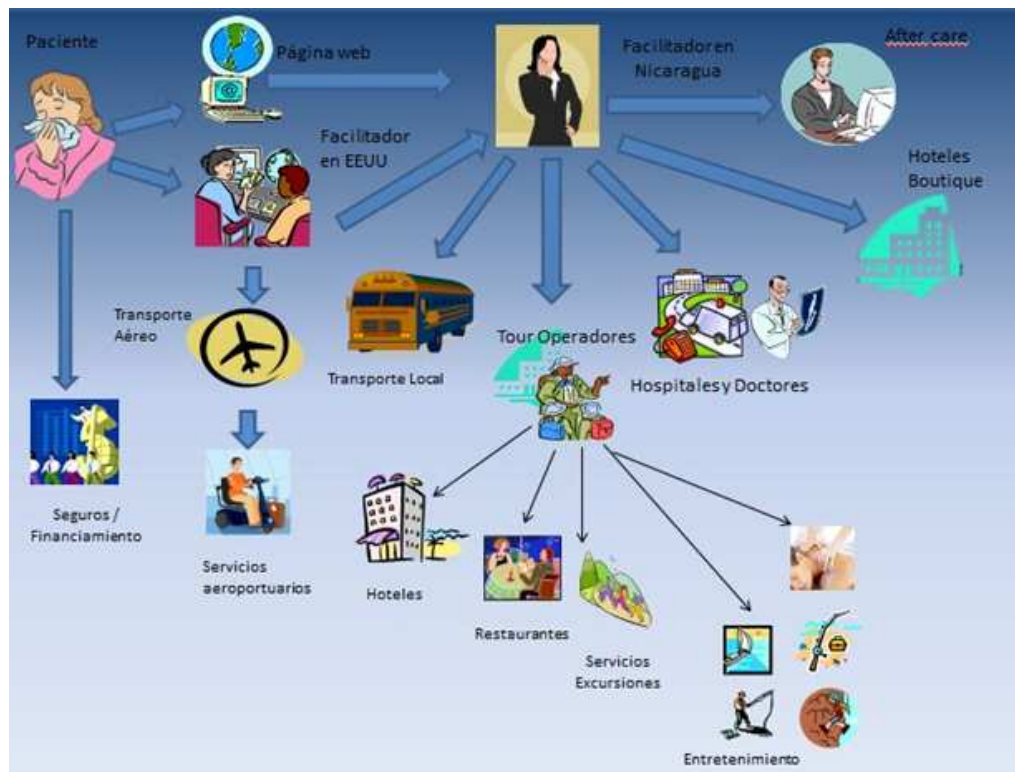 Paciente
Página web
Facilitador en
Nicaragua
After care
Facilitador
en EEUU
Hoteles
Boutique
Transporte
Aéreo
Transporte Local
Tour Operadores
Hospitales y Doctores
Seguros /
Financiamiento
Servicios
aeroportuarios
Hoteles
Restaurantes
Servicios
Excursiones
Entretenimiento